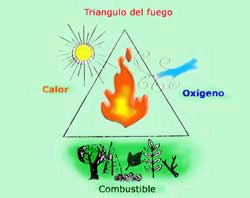 Triangulo del fuego
Calor
Oxígeno
Combustible